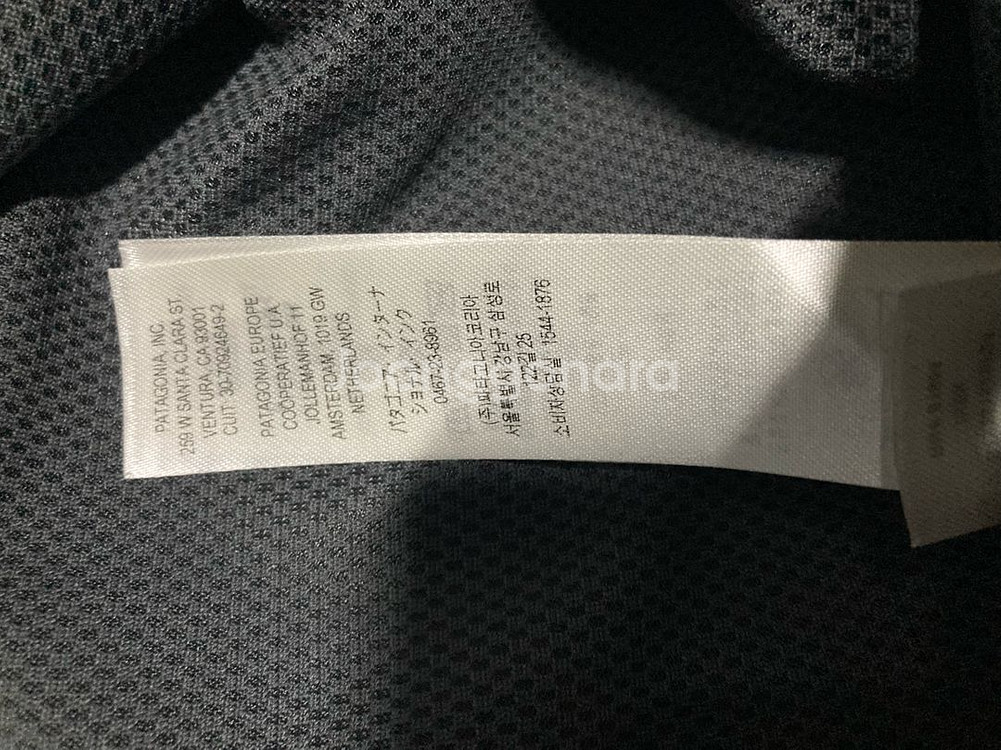 PATAGONIA, INC.
259 W SANTA CLARA ST
VENTURA, CA 93001
CUIT: 30-70924649-2
PATAGONIA EUROPE
COOPERATIEF U.A
JOLLEMANHOF 11
AMSTERDAM, 1019 GW
NETHERLANDS
パタゴニア・インターナ
ショナル・インク
0467-23-8961
(주)파타고니아코리아
서울특별시 강남구 삼성로
122길 25
소비자상담실 1544-1876